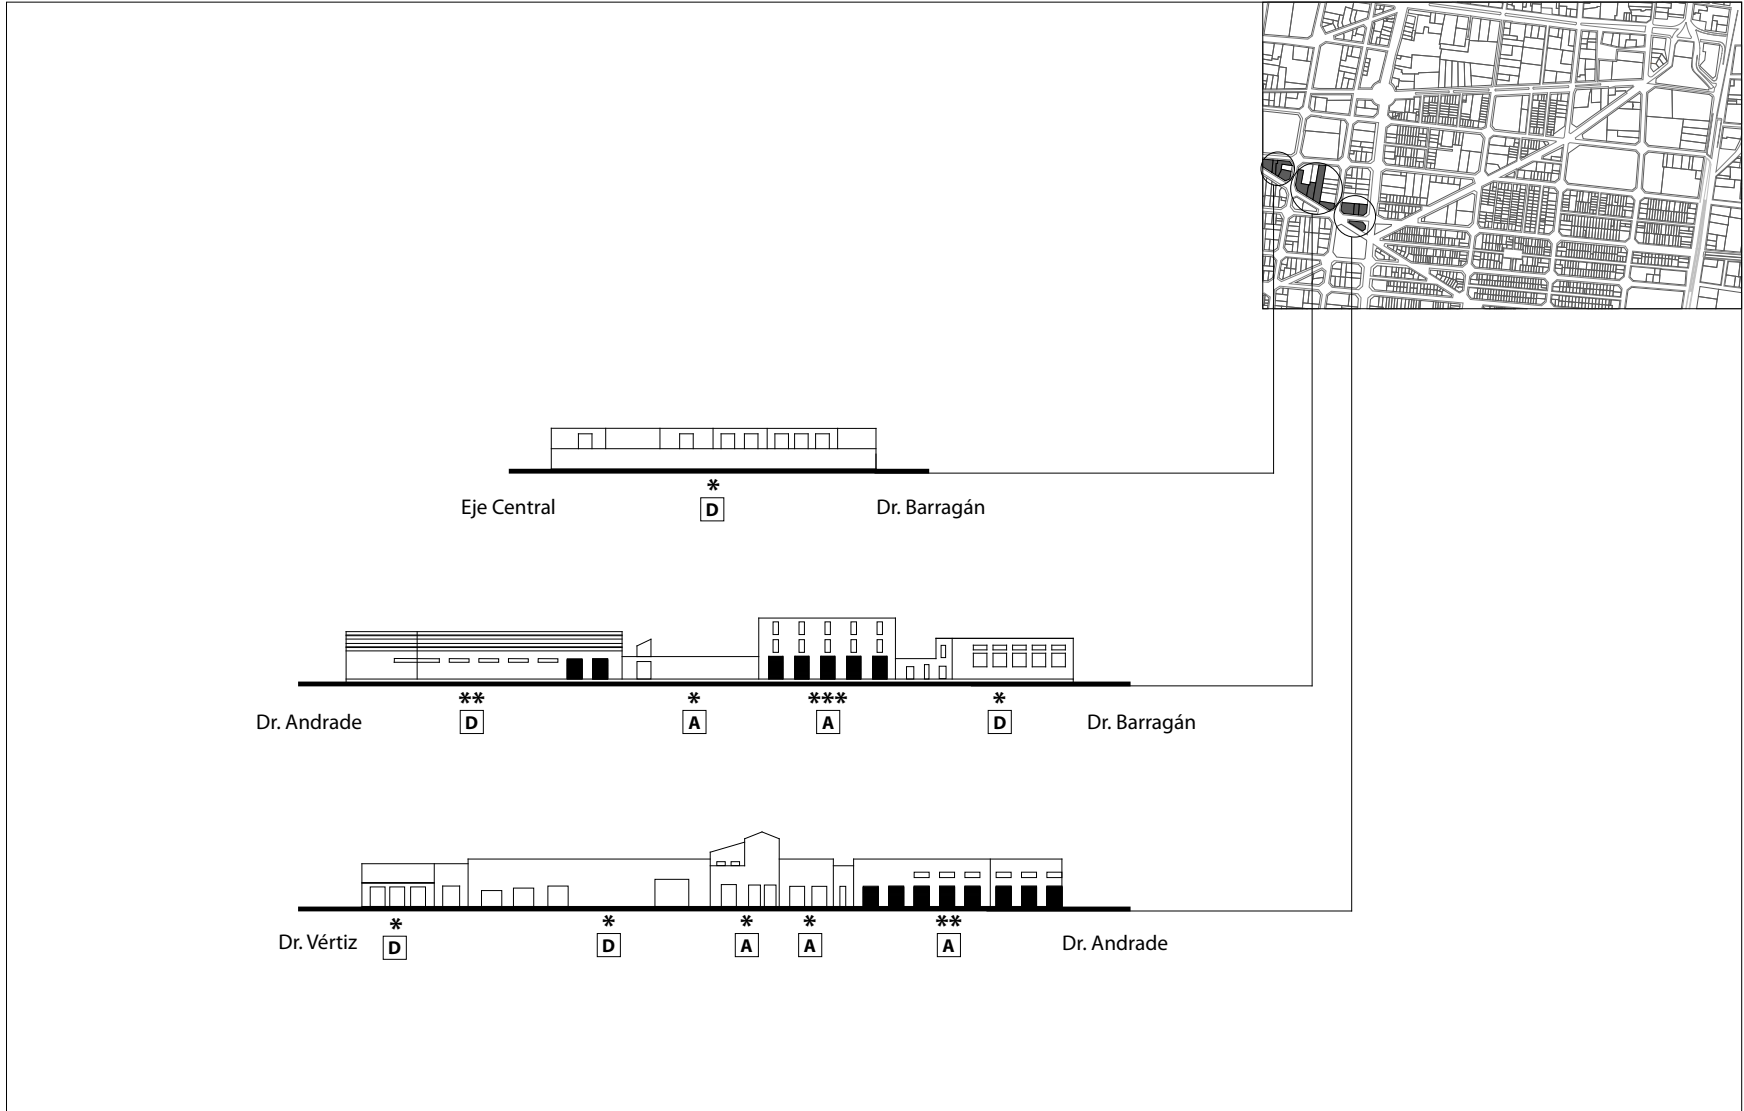 *
D
Eje Central Dr. Barragán
** * *** *
D A A D
Dr. Andrade Dr. Barragán
* * * * **
D D A A A
Dr. Vértiz Dr. Andrade